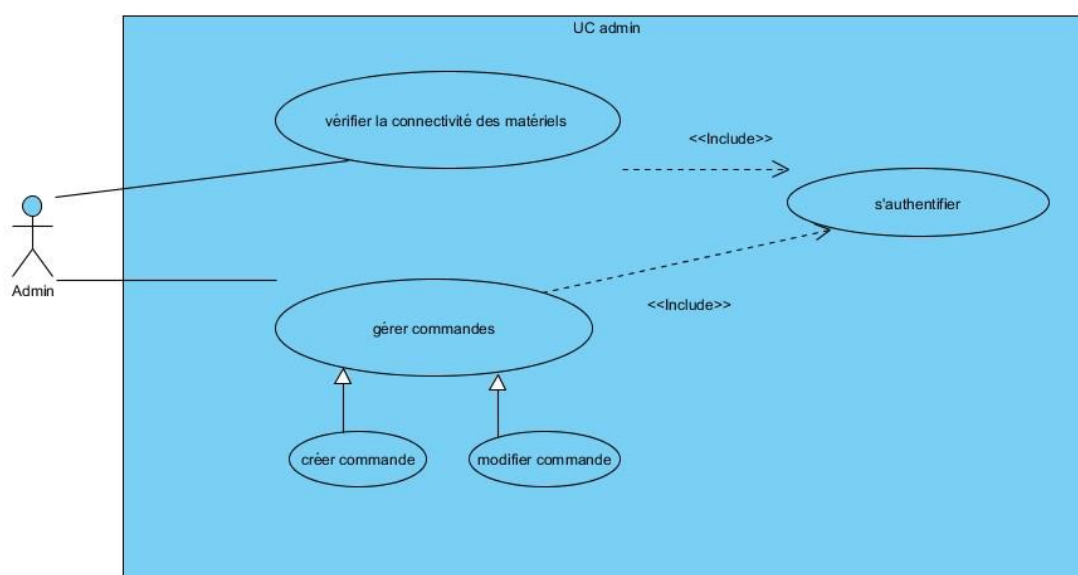 UC admin
vérifier la connectivité des matériels
<<Include>>
s'authentifier
Admin
<<Include>>
gérer commandes
créer commande
modifier commande